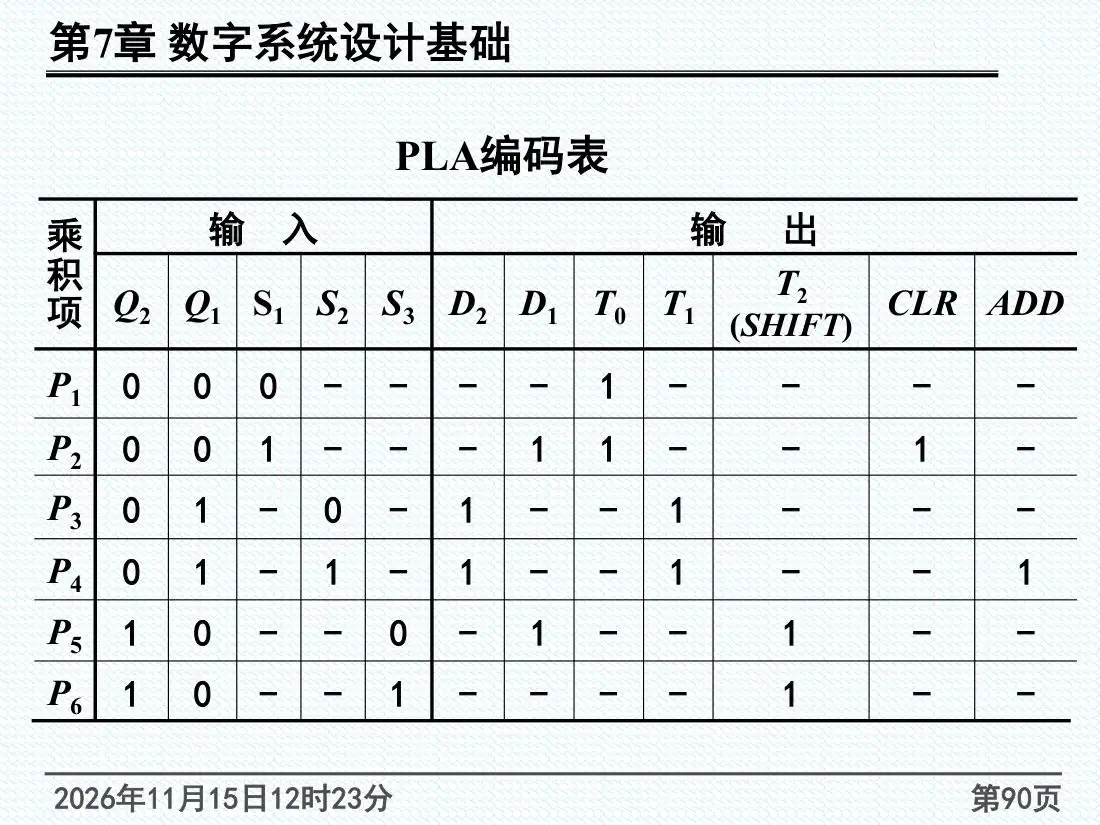 第7章 数字系统设计基础
PLA编码表
乘积项 输 入 输 出
Q2 Q1 S1 S2 S3 D2 D1 T0 T1 T2 (SHIFT) CLR ADD
P1 0 0 0 - - - - 1 - - - -
P2 0 0 1 - - - 1 1 - - 1 -
P3 0 1 - 0 - 1 - - 1 - - -
P4 0 1 - 1 - 1 - - 1 - - 1
P5 1 0 - - 0 - 1 - - 1 - -
P6 1 0 - - 1 - - - - 1 - -
2026年11月15日12时23分 第90页